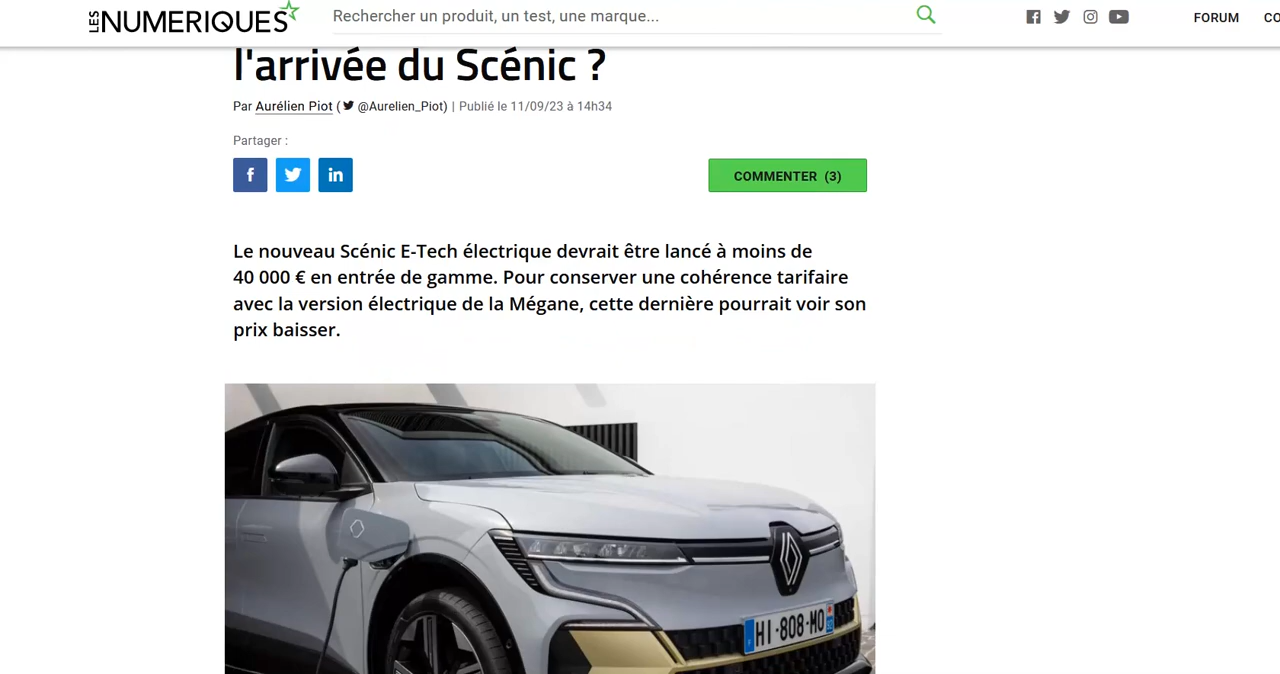 LES NUMERIQUES
Rechercher un produit, un test, une marque...
FORUM
CO
l'arrivée du Scénic ?
Par Aurélien Piot ( @Aurelien_Piot) | Publié le 11/09/23 à 14h34
Partager :
f
in
COMMENTER (3)
Le nouveau Scénic E-Tech électrique devrait être lancé à moins de
40 000 € en entrée de gamme. Pour conserver une cohérence tarifaire
avec la version électrique de la Mégane, cette dernière pourrait voir son
prix baisser.
HI-808-MO